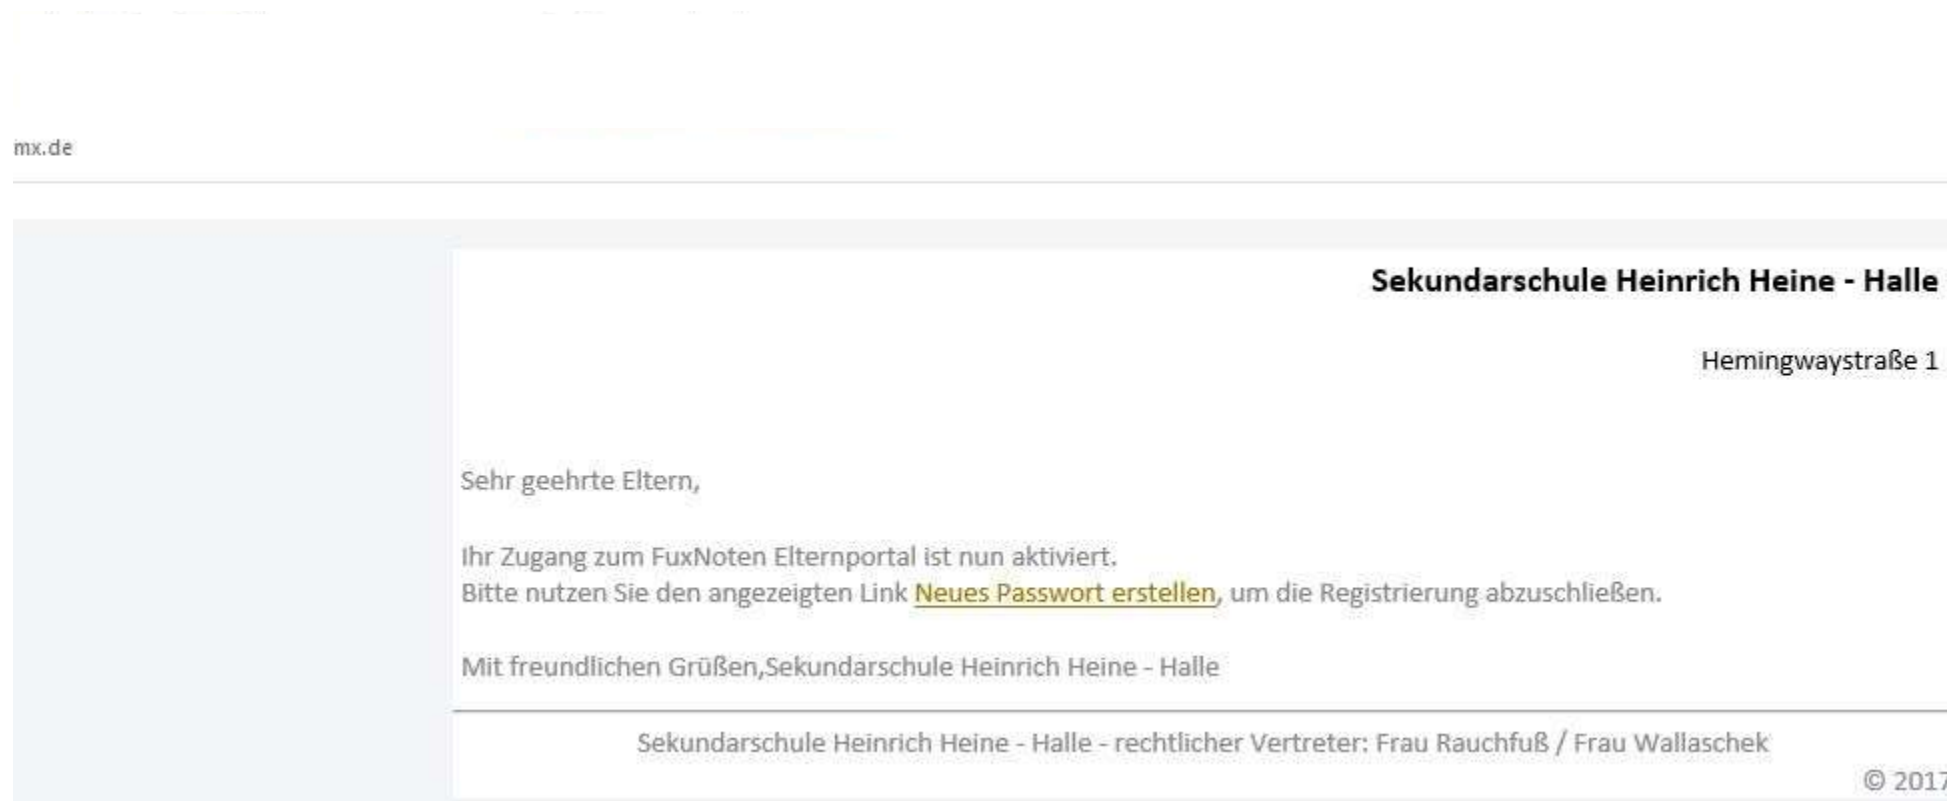 mx.de
Sekundarschule Heinrich Heine - Halle
Hemingwaystraße 1
Sehr geehrte Eltern,
Ihr Zugang zum FuxNoten Elternportal ist nun aktiviert.
Bitte nutzen Sie den angezeigten Link Neues Passwort erstellen, um die Registrierung abzuschließen.
Mit freundlichen Grüßen,Sekundarschule Heinrich Heine - Halle
Sekundarschule Heinrich Heine - Halle - rechtlicher Vertreter: Frau Rauchfuß / Frau Wallaschek
© 2017